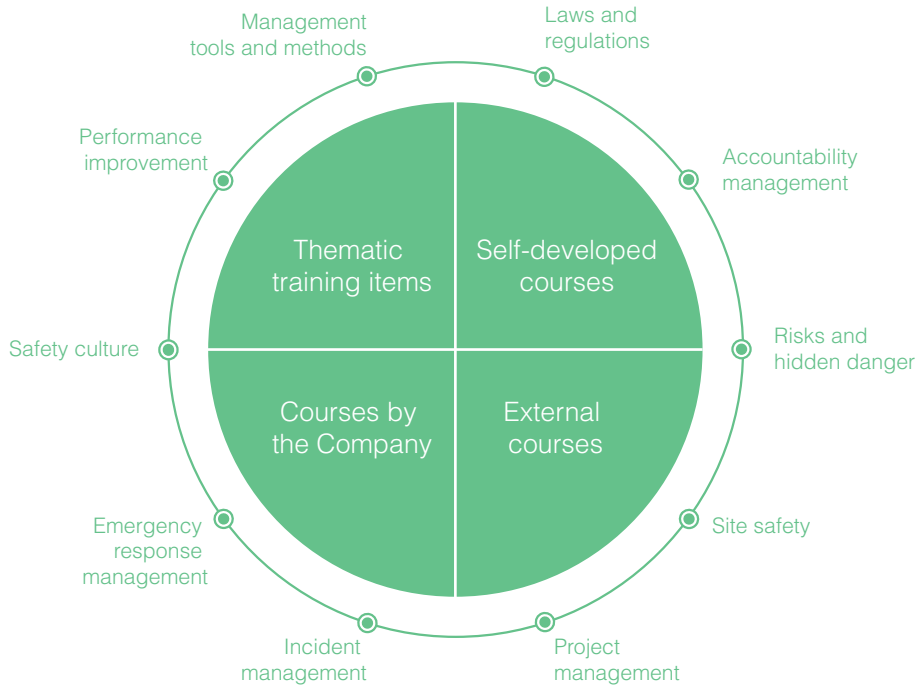 Management
tools and methods
Laws and
regulations
Performance
improvement
Accountability
management
Thematic
training items
Self-developed
courses
Safety culture
Risks and
hidden danger
Courses by
the Company
External
courses
Emergency
response
management
Site safety
Incident
management
Project
management